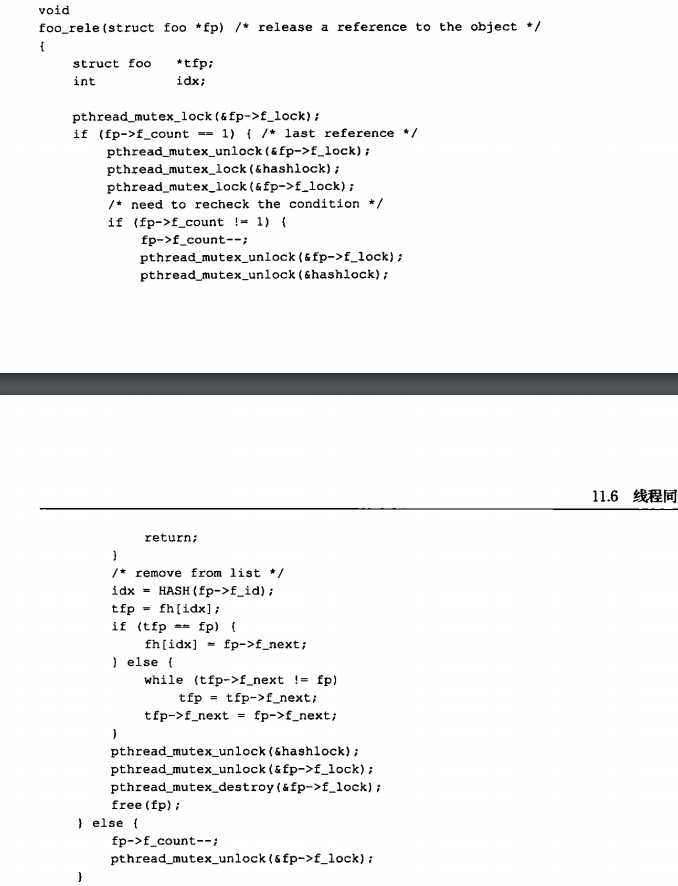 void
foo_rele(struct foo *fp) /* release a reference to the object */
{
    struct foo   *tfp;
    int          idx;

    pthread_mutex_lock(&fp->f_lock);
    if (fp->f_count == 1) { /* last reference */
        pthread_mutex_unlock(&fp->f_lock);
        pthread_mutex_lock(&hashlock);
        pthread_mutex_lock(&fp->f_lock);
        /* need to recheck the condition */
        if (fp->f_count != 1) {
            fp->f_count--;
            pthread_mutex_unlock(&fp->f_lock);
            pthread_mutex_unlock(&hashlock);
11.6 线程同
            return;
        }
        /* remove from list */
        idx = HASH(fp->f_id);
        tfp = fh[idx];
        if (tfp == fp) {
            fh[idx] = fp->f_next;
        } else {
            while (tfp->f_next != fp)
                tfp = tfp->f_next;
            tfp->f_next = fp->f_next;
        }
        pthread_mutex_unlock(&hashlock);
        pthread_mutex_unlock(&fp->f_lock);
        pthread_mutex_destroy(&fp->f_lock);
        free(fp);
    } else {
        fp->f_count--;
        pthread_mutex_unlock(&fp->f_lock);
    }